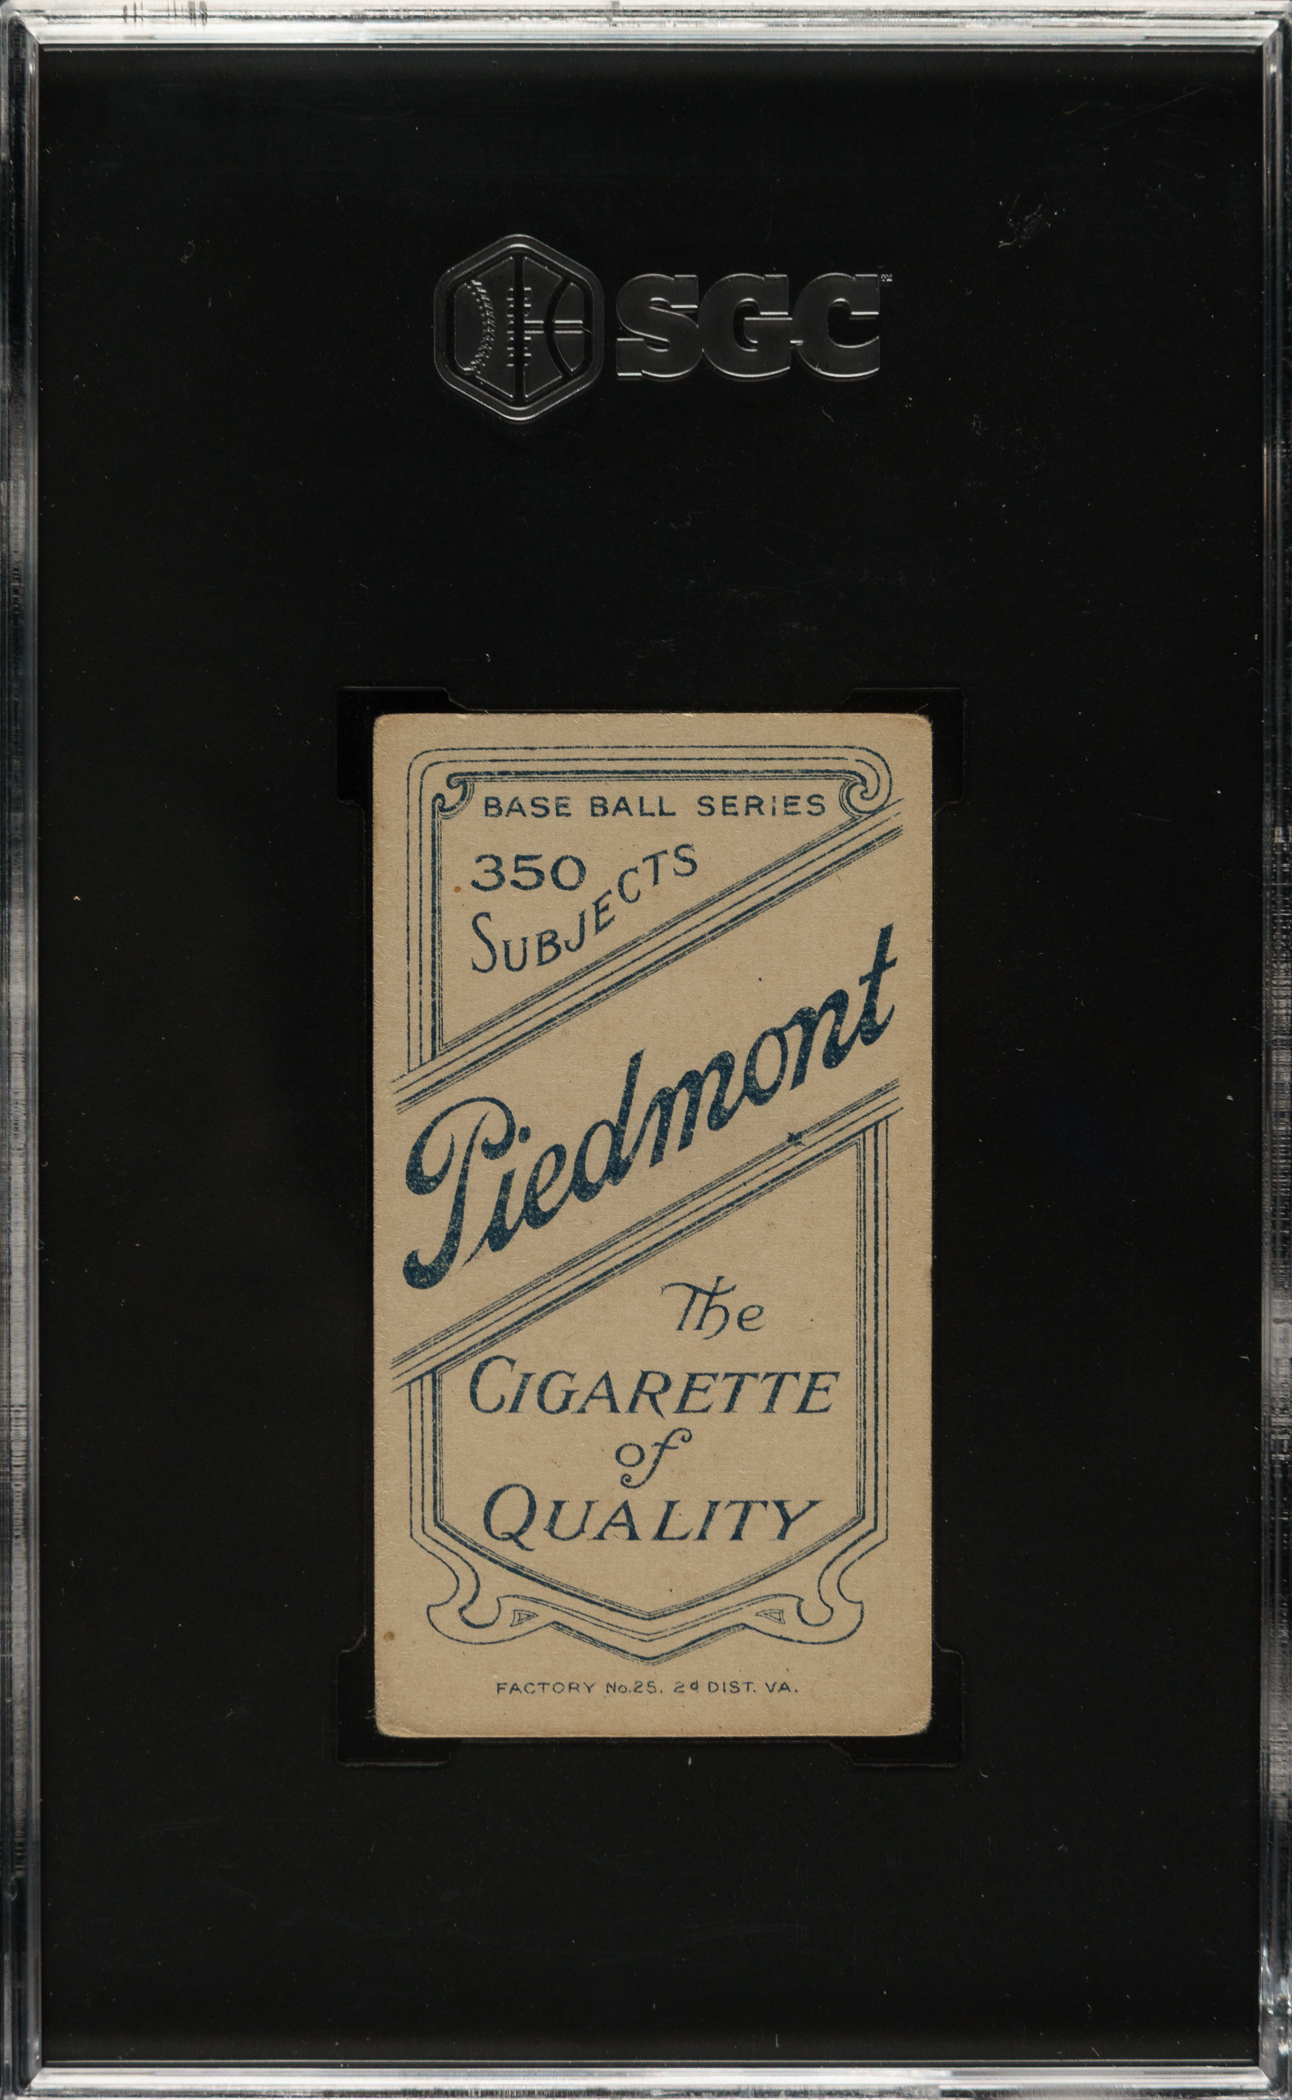 SGC
BASE BALL SERIES
350
SUBJECTS
Piedmont
The
CIGARETTE
of
QUALITY
FACTORY No.25. 2d DIST. VA.